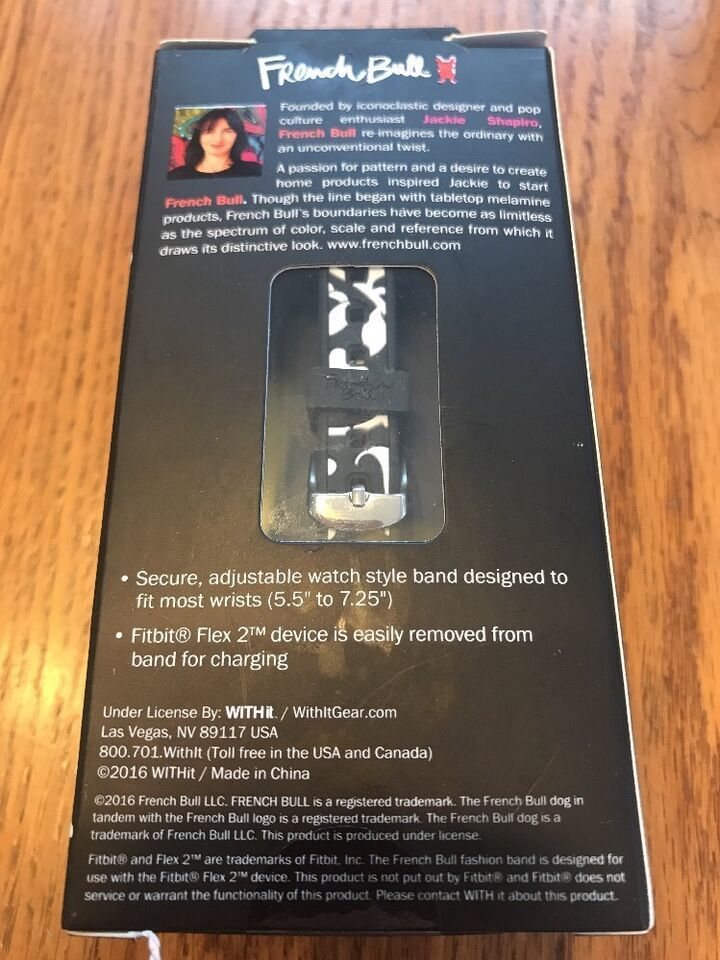 French Bull
Founded by iconoclastic designer and pop
culture enthusiast Jackie Shapiro,
French Bull re-imagines the ordinary with
an unconventional twist.
A passion for pattern and a desire to create
home products inspired Jackie to start
French Bull. Though the line began with tabletop melamine
products, French Bull's boundaries have become as limitless
as the spectrum of color, scale and reference from which it
draws its distinctive look. www.frenchbull.com
French Bull
• Secure, adjustable watch style band designed to
fit most wrists (5.5" to 7.25")
• Fitbit® Flex 2™ device is easily removed from
band for charging
Under License By: WITHit. / WithItGear.com
Las Vegas, NV 89117 USA
800.701.WithIt (Toll free in the USA and Canada)
©2016 WITHit / Made in China
©2016 French Bull LLC. FRENCH BULL is a registered trademark. The French Bull dog in
tandem with the French Bull logo is a registered trademark. The French Bull dog is a
trademark of French Bull LLC. This product is produced under license.
Fitbit® and Flex 2™ are trademarks of Fitbit, Inc. The French Bull fashion band is designed for
use with the Fitbit® Flex 2™ device. This product is not put out by Fitbit® and Fitbit® does not
service or warrant the functionality of this product. Please contact WITH it about this product.